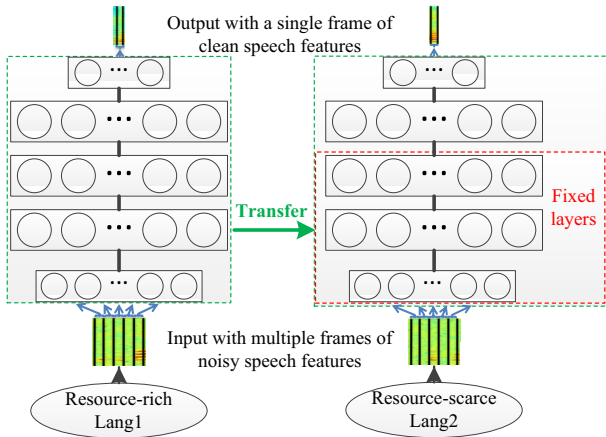 Output with a single frame of
clean speech features
Transfer
Fixed
layers
Input with multiple frames of
noisy speech features
Resource-rich
Lang1
Resource-scarce
Lang2